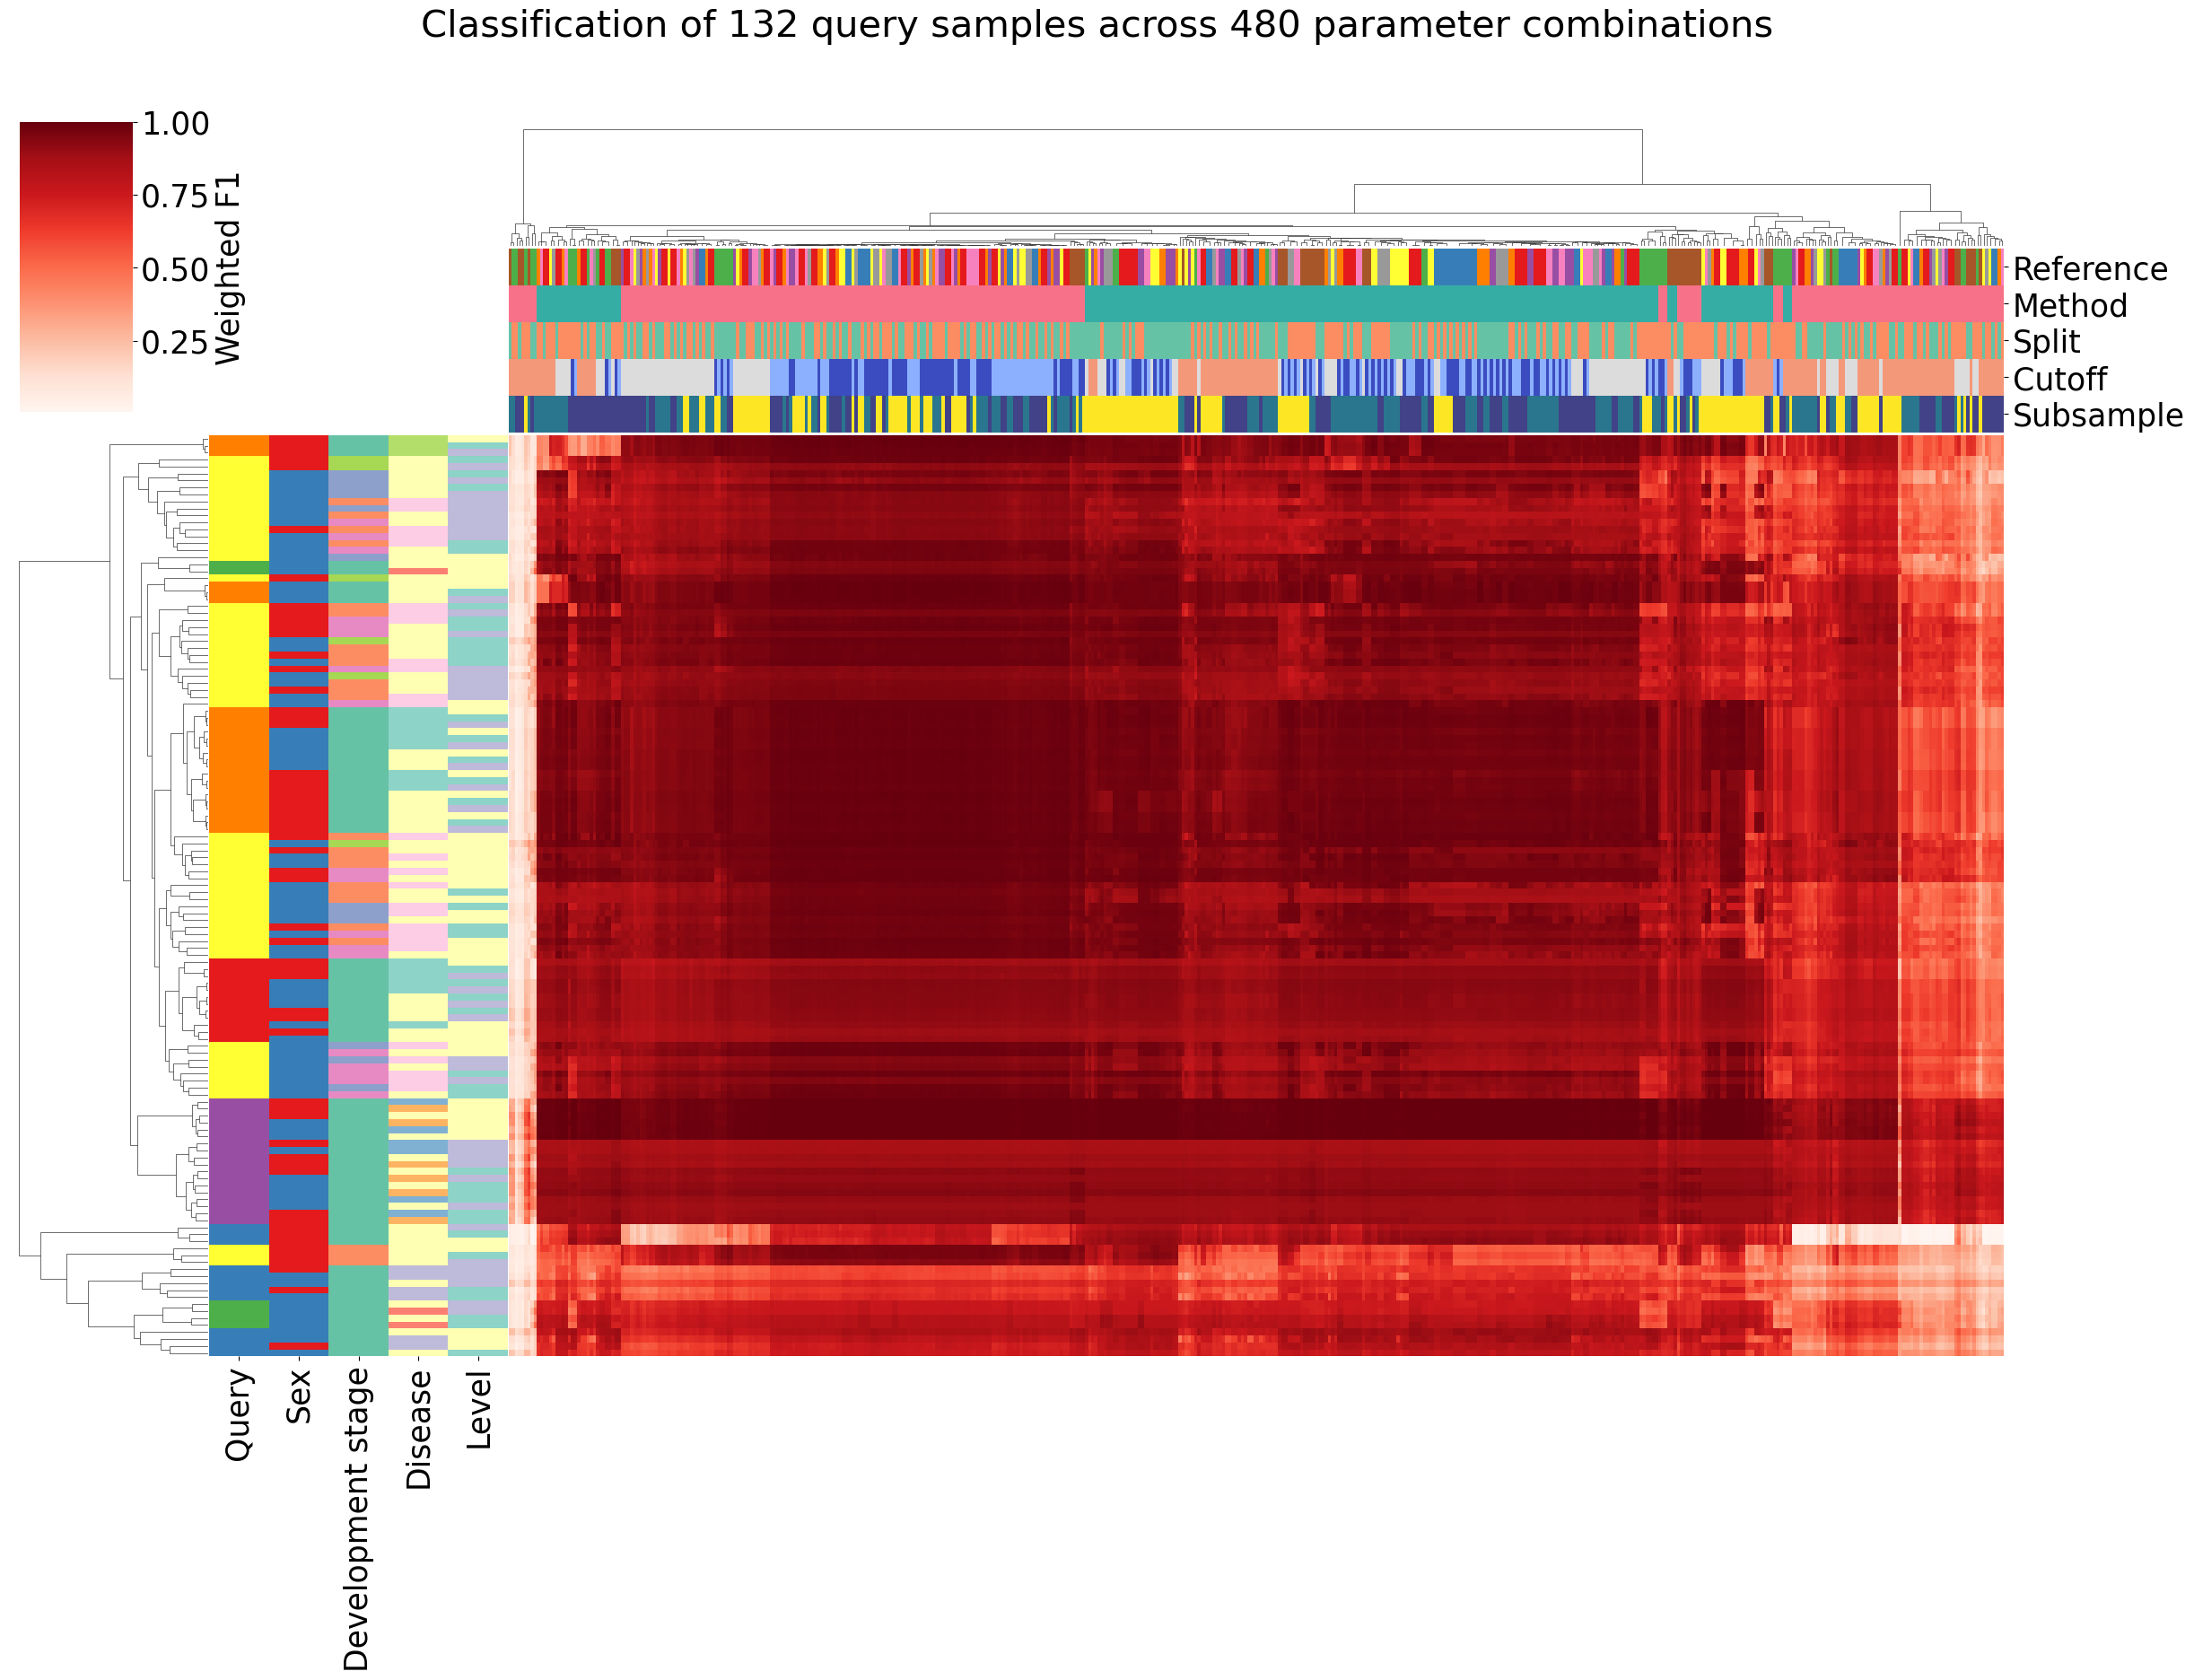 Classification of 132 query samples across 480 parameter combinations
1.00
0.75
0.50
0.25
Weighted F1
Reference
Method
Split
Cutoff
Subsample
Query
Sex
Development stage
Disease
Level